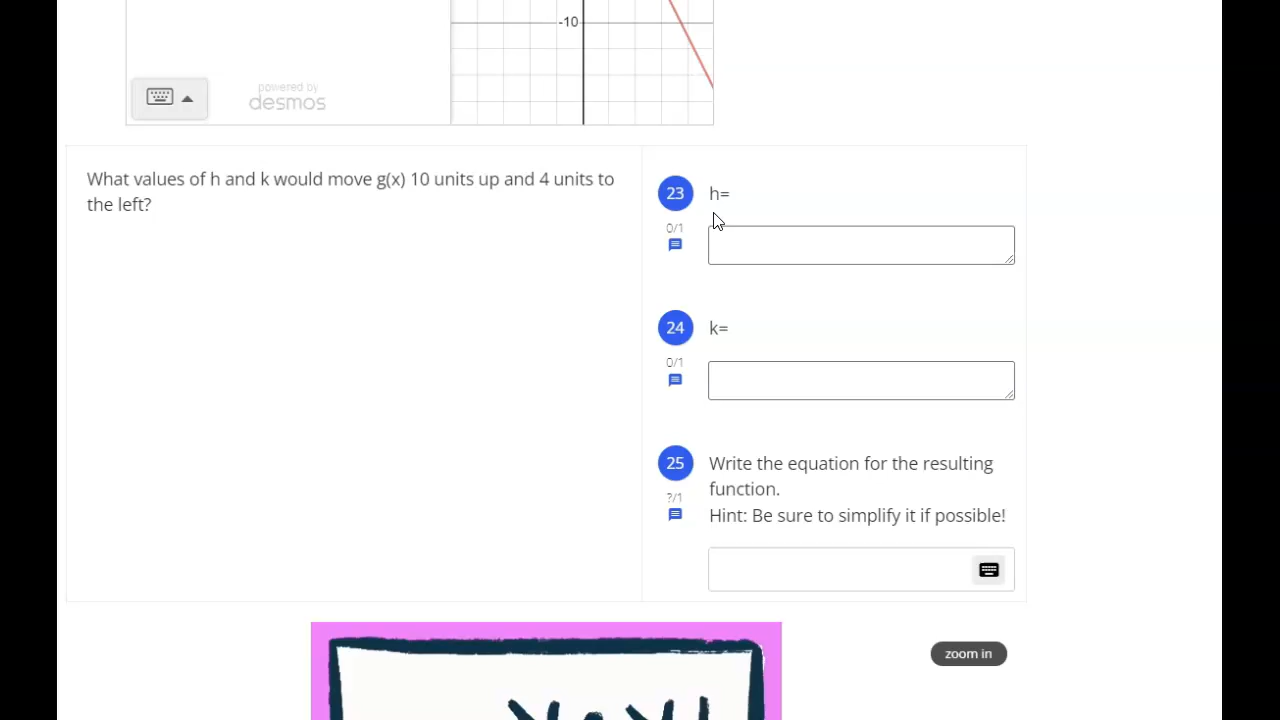 -10
powered by
desmos
What values of h and k would move g(x) 10 units up and 4 units to
the left?
23 h=
0/1
24 k=
0/1
25 Write the equation for the resulting
function.
?/1
Hint: Be sure to simplify it if possible!
zoom in